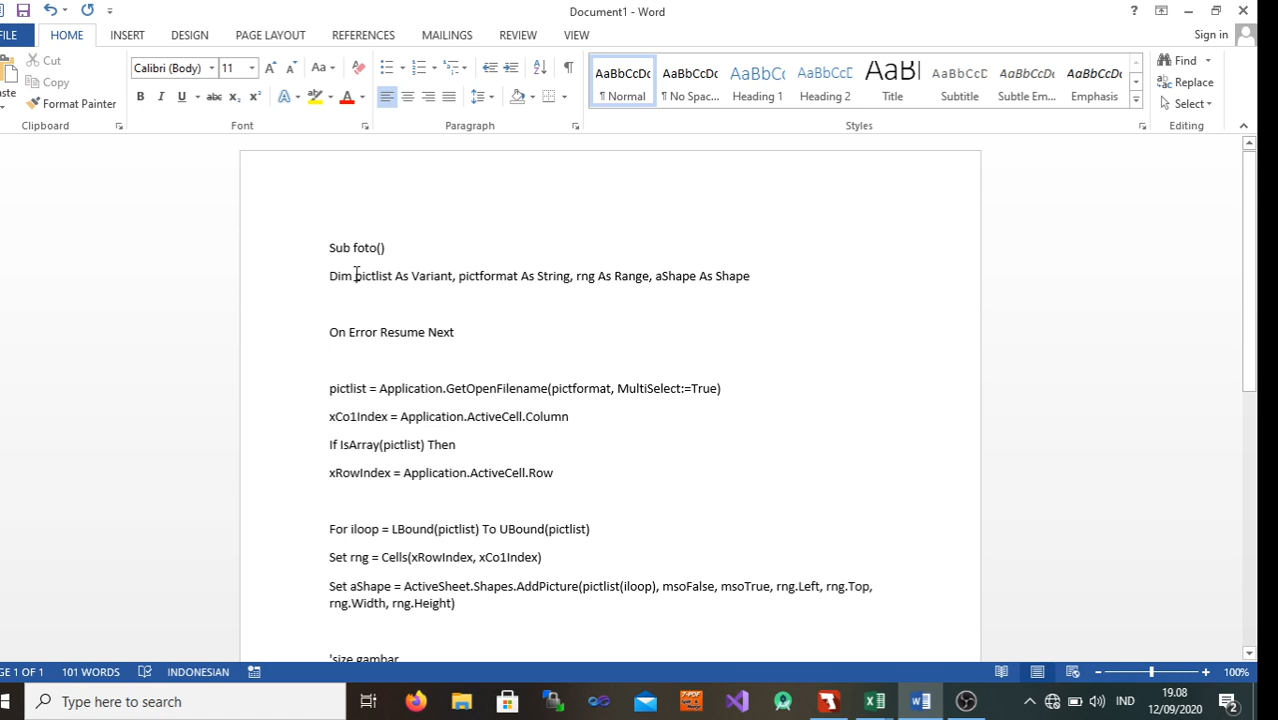 Document1 - Word
FILE HOME INSERT DESIGN PAGE LAYOUT REFERENCES MAILINGS REVIEW VIEW Sign in
Cut
Copy
Format Painter
Clipboard
Calibri (Body) 11
Font
Paragraph
AaBbCcDc AaBbCcDc AaBbC AaBbCc AaB AaBbCcD AaBbCcDc AaBbCcDc
¶ Normal ¶ No Spac... Heading 1 Heading 2 Title Subtitle Subtle Em... Emphasis
Styles
Find
Replace
Select
Editing
Sub foto()
Dim pictlist As Variant, pictformat As String, rng As Range, aShape As Shape
On Error Resume Next
pictlist = Application.GetOpenFilename(pictformat, MultiSelect:=True)
xCo1Index = Application.ActiveCell.Column
If IsArray(pictlist) Then
xRowIndex = Application.ActiveCell.Row
For iloop = LBound(pictlist) To UBound(pictlist)
Set rng = Cells(xRowIndex, xCo1Index)
Set aShape = ActiveSheet.Shapes.AddPicture(pictlist(iloop), msoFalse, msoTrue, rng.Left, rng.Top,
rng.Width, rng.Height)
'size gambar
PAGE 1 OF 1 101 WORDS INDONESIAN 100%
Type here to search
IND
19.08
12/09/2020
2